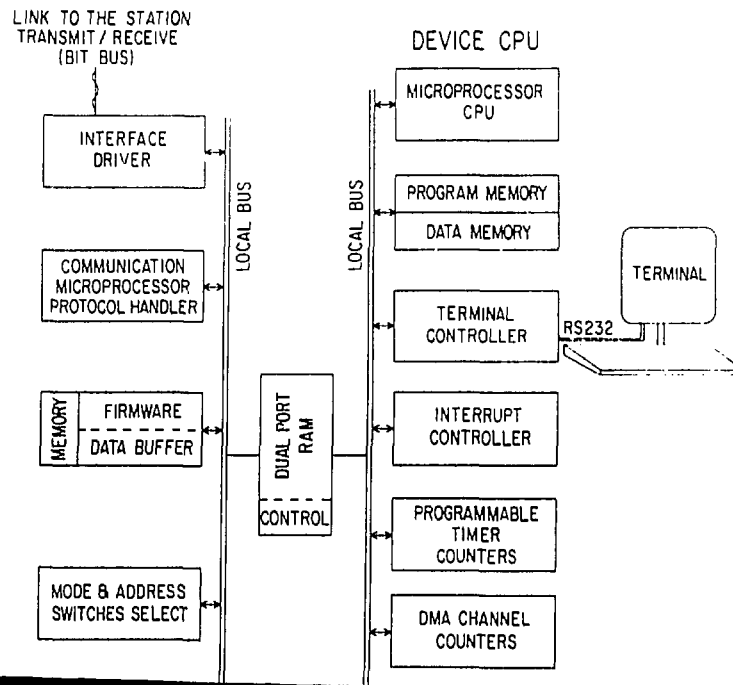 LINK TO THE STATION
TRANSMIT / RECEIVE
(BIT BUS)
INTERFACE
DRIVER
COMMUNICATION
MICROPROCESSOR
PROTOCOL HANDLER
MEMORY
FIRMWARE
DATA BUFFER
MODE & ADDRESS
SWITCHES SELECT
LOCAL BUS
DUAL PORT
RAM
CONTROL
LOCAL BUS
DEVICE CPU
MICROPROCESSOR
CPU
PROGRAM MEMORY
DATA MEMORY
TERMINAL
CONTROLLER
RS232
TERMINAL
INTERRUPT
CONTROLLER
PROGRAMMABLE
TIMER
COUNTERS
DMA CHANNEL
COUNTERS